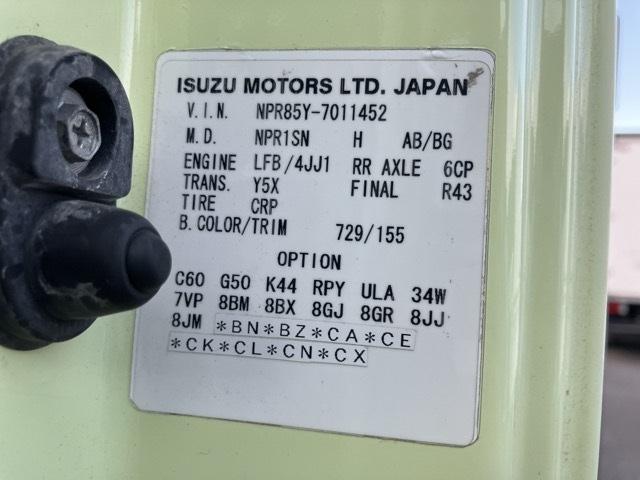 ISUZU MOTORS LTD. JAPAN
V.I.N. NPR85Y-7011452
M.D. NPR1SN H AB/BG
ENGINE LFB/4JJ1 RR AXLE 6CP
TRANS. Y5X FINAL R43
TIRE CRP
B.COLOR/TRIM 729/155
OPTION
C60 G50 K44 RPY ULA 34W
7VP 8BM 8BX 8GJ 8GR 8JJ
8JM *BN*BZ*CA*CE
*CK*CL*CN*CX